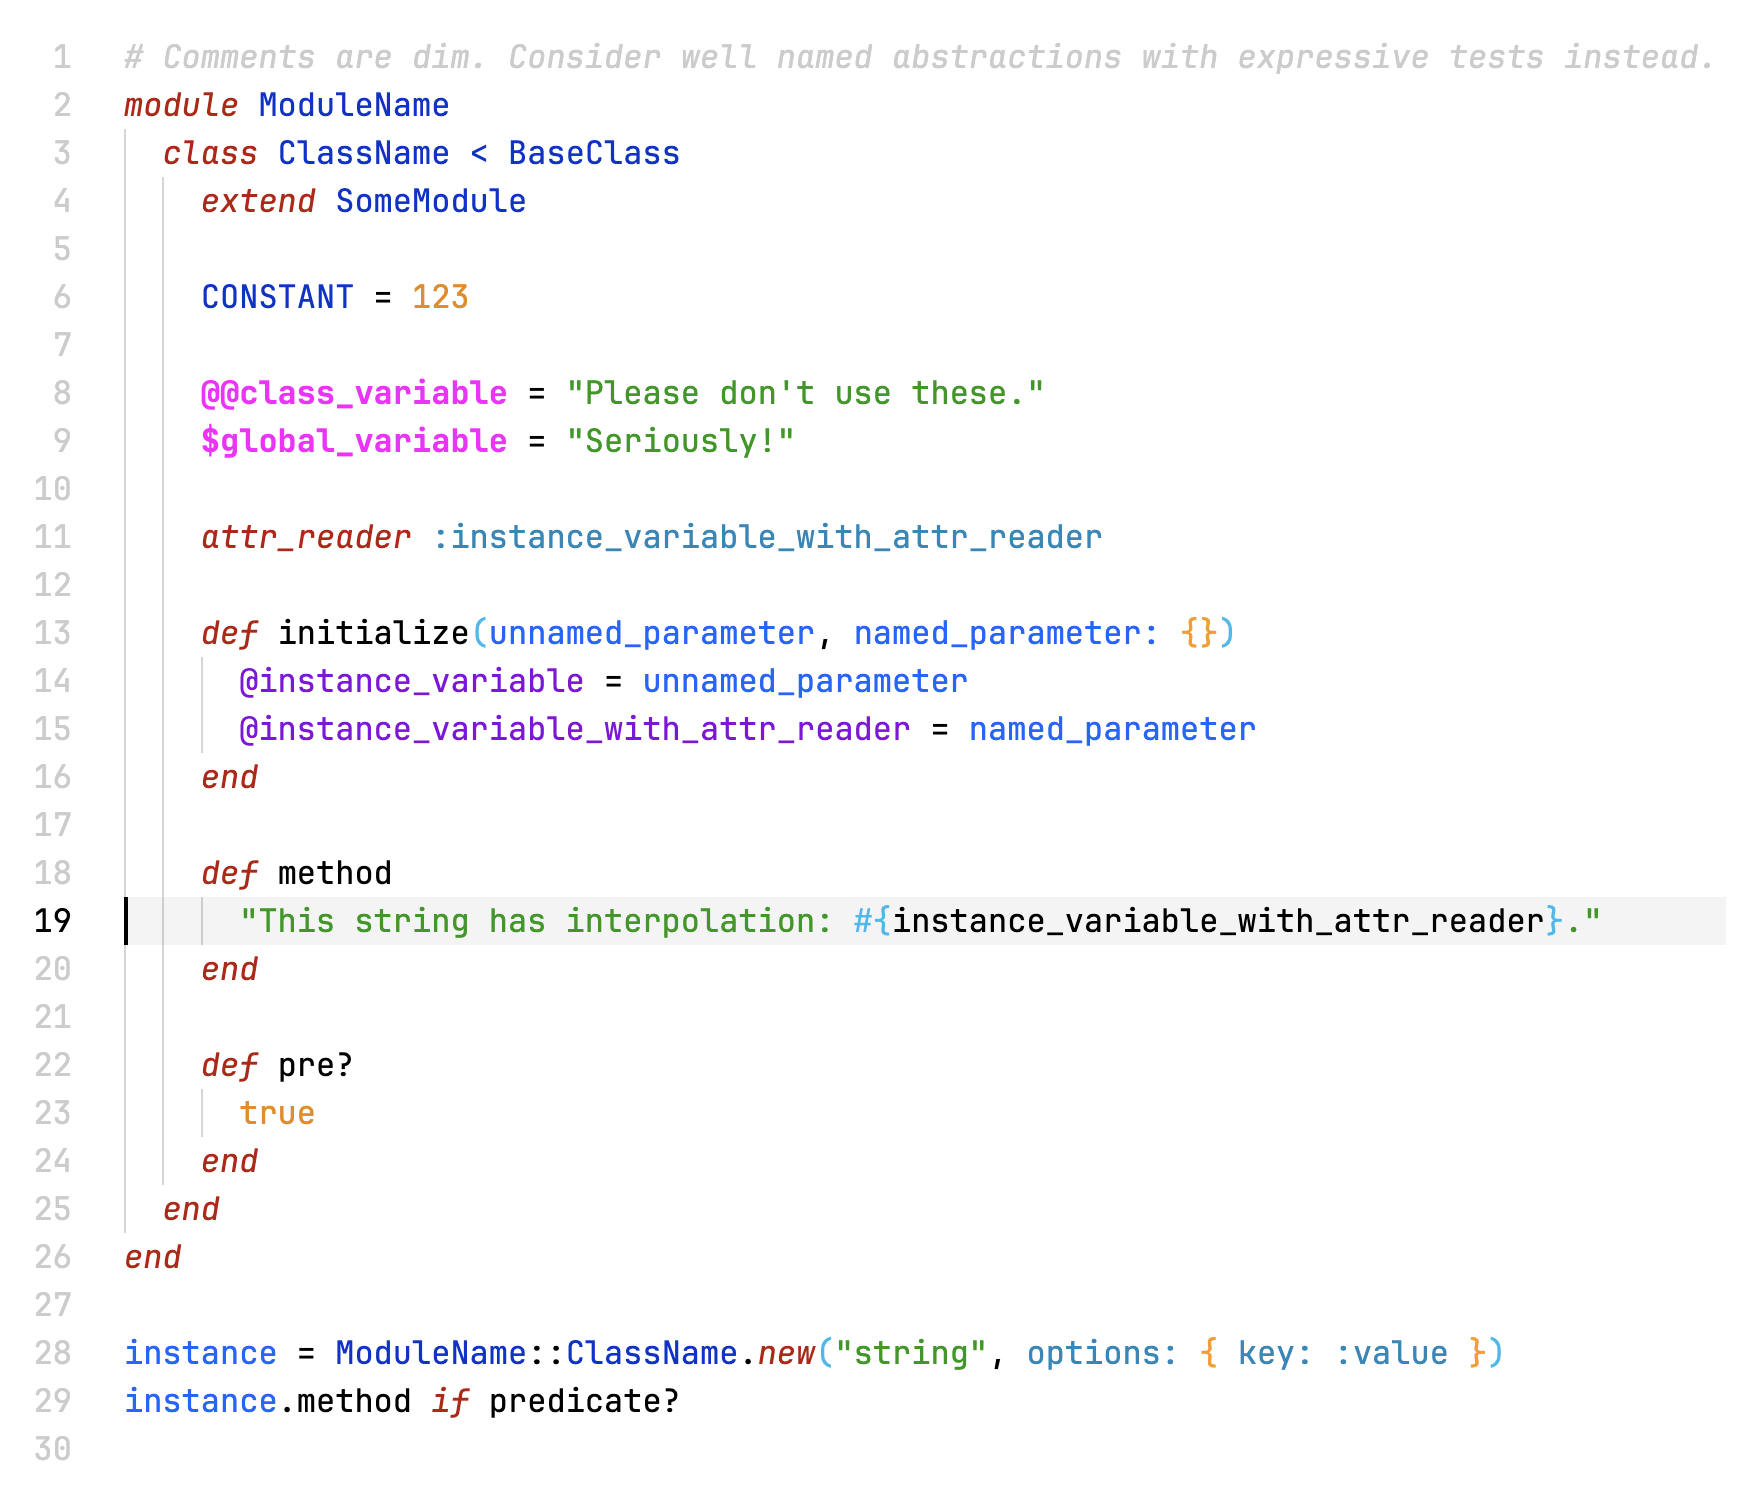 1 # Comments are dim. Consider well named abstractions with expressive tests instead.
2 module ModuleName
3   class ClassName < BaseClass
4     extend SomeModule
5
6     CONSTANT = 123
7
8     @@class_variable = "Please don't use these."
9     $global_variable = "Seriously!"
10
11     attr_reader :instance_variable_with_attr_reader
12
13     def initialize(unnamed_parameter, named_parameter: {})
14       @instance_variable = unnamed_parameter
15       @instance_variable_with_attr_reader = named_parameter
16     end
17
18     def method
19       "This string has interpolation: #{instance_variable_with_attr_reader}."
20     end
21
22     def pre?
23       true
24     end
25   end
26 end
27
28 instance = ModuleName::ClassName.new("string", options: { key: :value })
29 instance.method if predicate?
30